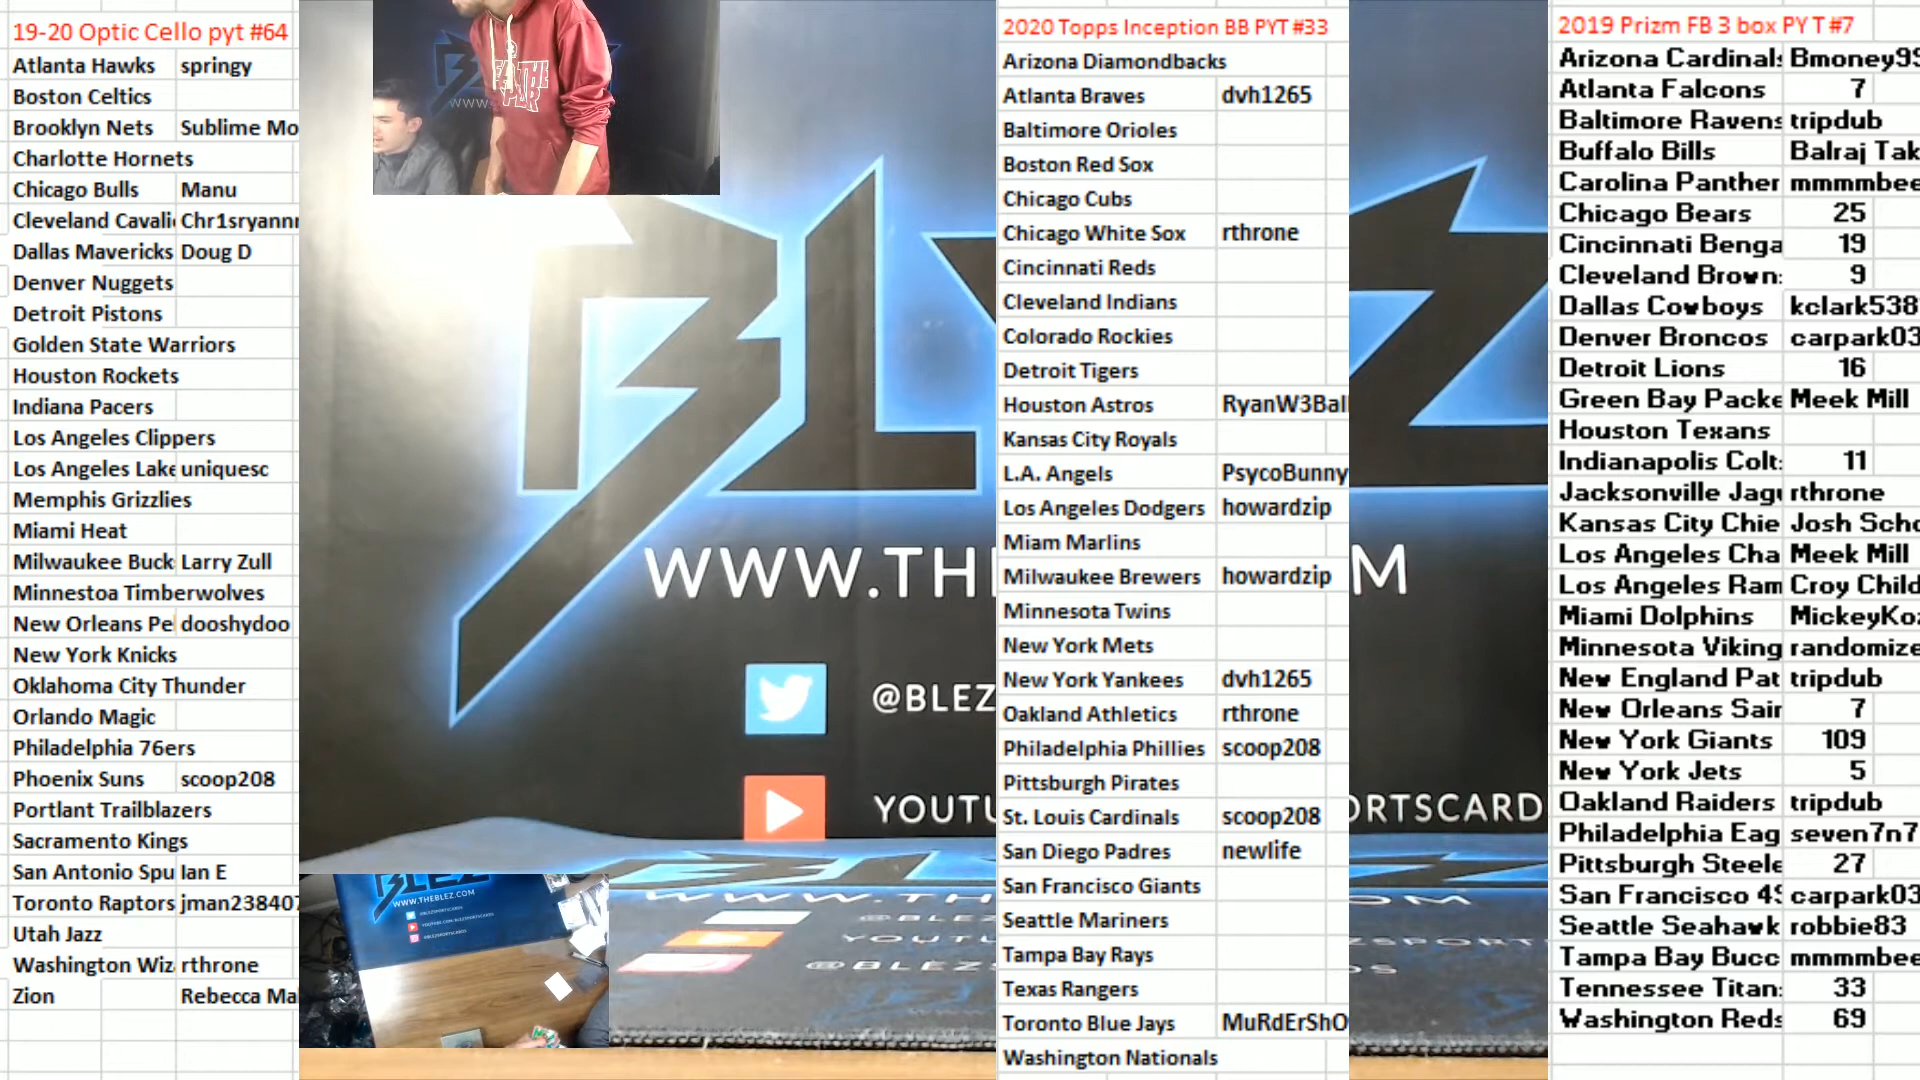 19-20 Optic Cello pyt #64
Atlanta Hawks springy
Boston Celtics
Brooklyn Nets Sublime Mo
Charlotte Hornets
Chicago Bulls Manu
Cleveland Cavali Chr1sryann
Dallas Mavericks Doug D
Denver Nuggets
Detroit Pistons
Golden State Warriors
Houston Rockets
Indiana Pacers
Los Angeles Clippers
Los Angeles Lake uniquesc
Memphis Grizzlies
Miami Heat
Milwaukee Buck Larry Zull
Minnestoa Timberwolves
New Orleans Pel dooshydoo
New York Knicks
Oklahoma City Thunder
Orlando Magic
Philadelphia 76ers
Phoenix Suns scoop208
Portlant Trailblazers
Sacramento Kings
San Antonio Spu Ian E
Toronto Raptors jman238407
Utah Jazz
Washington Wiz rthrone
Zion Rebecca Mal
BL Z
WWW.TH M
@BLEZ
YOUTU ORTSCARD
BLEZ
WWW.THEBLEZ.COM
2020 Topps Inception BB PYT #33
Arizona Diamondbacks
Atlanta Braves dvh1265
Baltimore Orioles
Boston Red Sox
Chicago Cubs
Chicago White Sox rthrone
Cincinnati Reds
Cleveland Indians
Colorado Rockies
Detroit Tigers
Houston Astros RyanW3Ball
Kansas City Royals
L.A. Angels PsycoBunny
Los Angeles Dodgers howardzip
Miam Marlins
Milwaukee Brewers howardzip
Minnesota Twins
New York Mets
New York Yankees dvh1265
Oakland Athletics rthrone
Philadelphia Phillies scoop208
Pittsburgh Pirates
St. Louis Cardinals scoop208
San Diego Padres newlife
San Francisco Giants
Seattle Mariners
Tampa Bay Rays
Texas Rangers
Toronto Blue Jays MuRdErShO
Washington Nationals
2019 Prizm FB 3 box PYT #7
Arizona Cardinal: Bmoney99
Atlanta Falcons 7
Baltimore Ravens tripdub
Buffalo Bills Balraj Tak
Carolina Panther mmmmbee
Chicago Bears 25
Cincinnati Benga 19
Cleveland Brown: 9
Dallas Cowboys kclark538
Denver Broncos carpark03
Detroit Lions 16
Green Bay Packe Meek Mill
Houston Texans
Indianapolis Colt: 11
Jacksonville Jagu rthrone
Kansas City Chie Josh Scho
Los Angeles Cha Meek Mill
Los Angeles Ram Croy Child
Miami Dolphins MickeyKoz
Minnesota Viking randomize
New England Pat tripdub
New Orleans Sair 7
New York Giants 109
New York Jets 5
Oakland Raiders tripdub
Philadelphia Eag seven7n7
Pittsburgh Steele 27
San Francisco 49 carpark03
Seattle Seahawk robbie83
Tampa Bay Bucc mmmmbee
Tennessee Titan: 33
Washington Reds 69